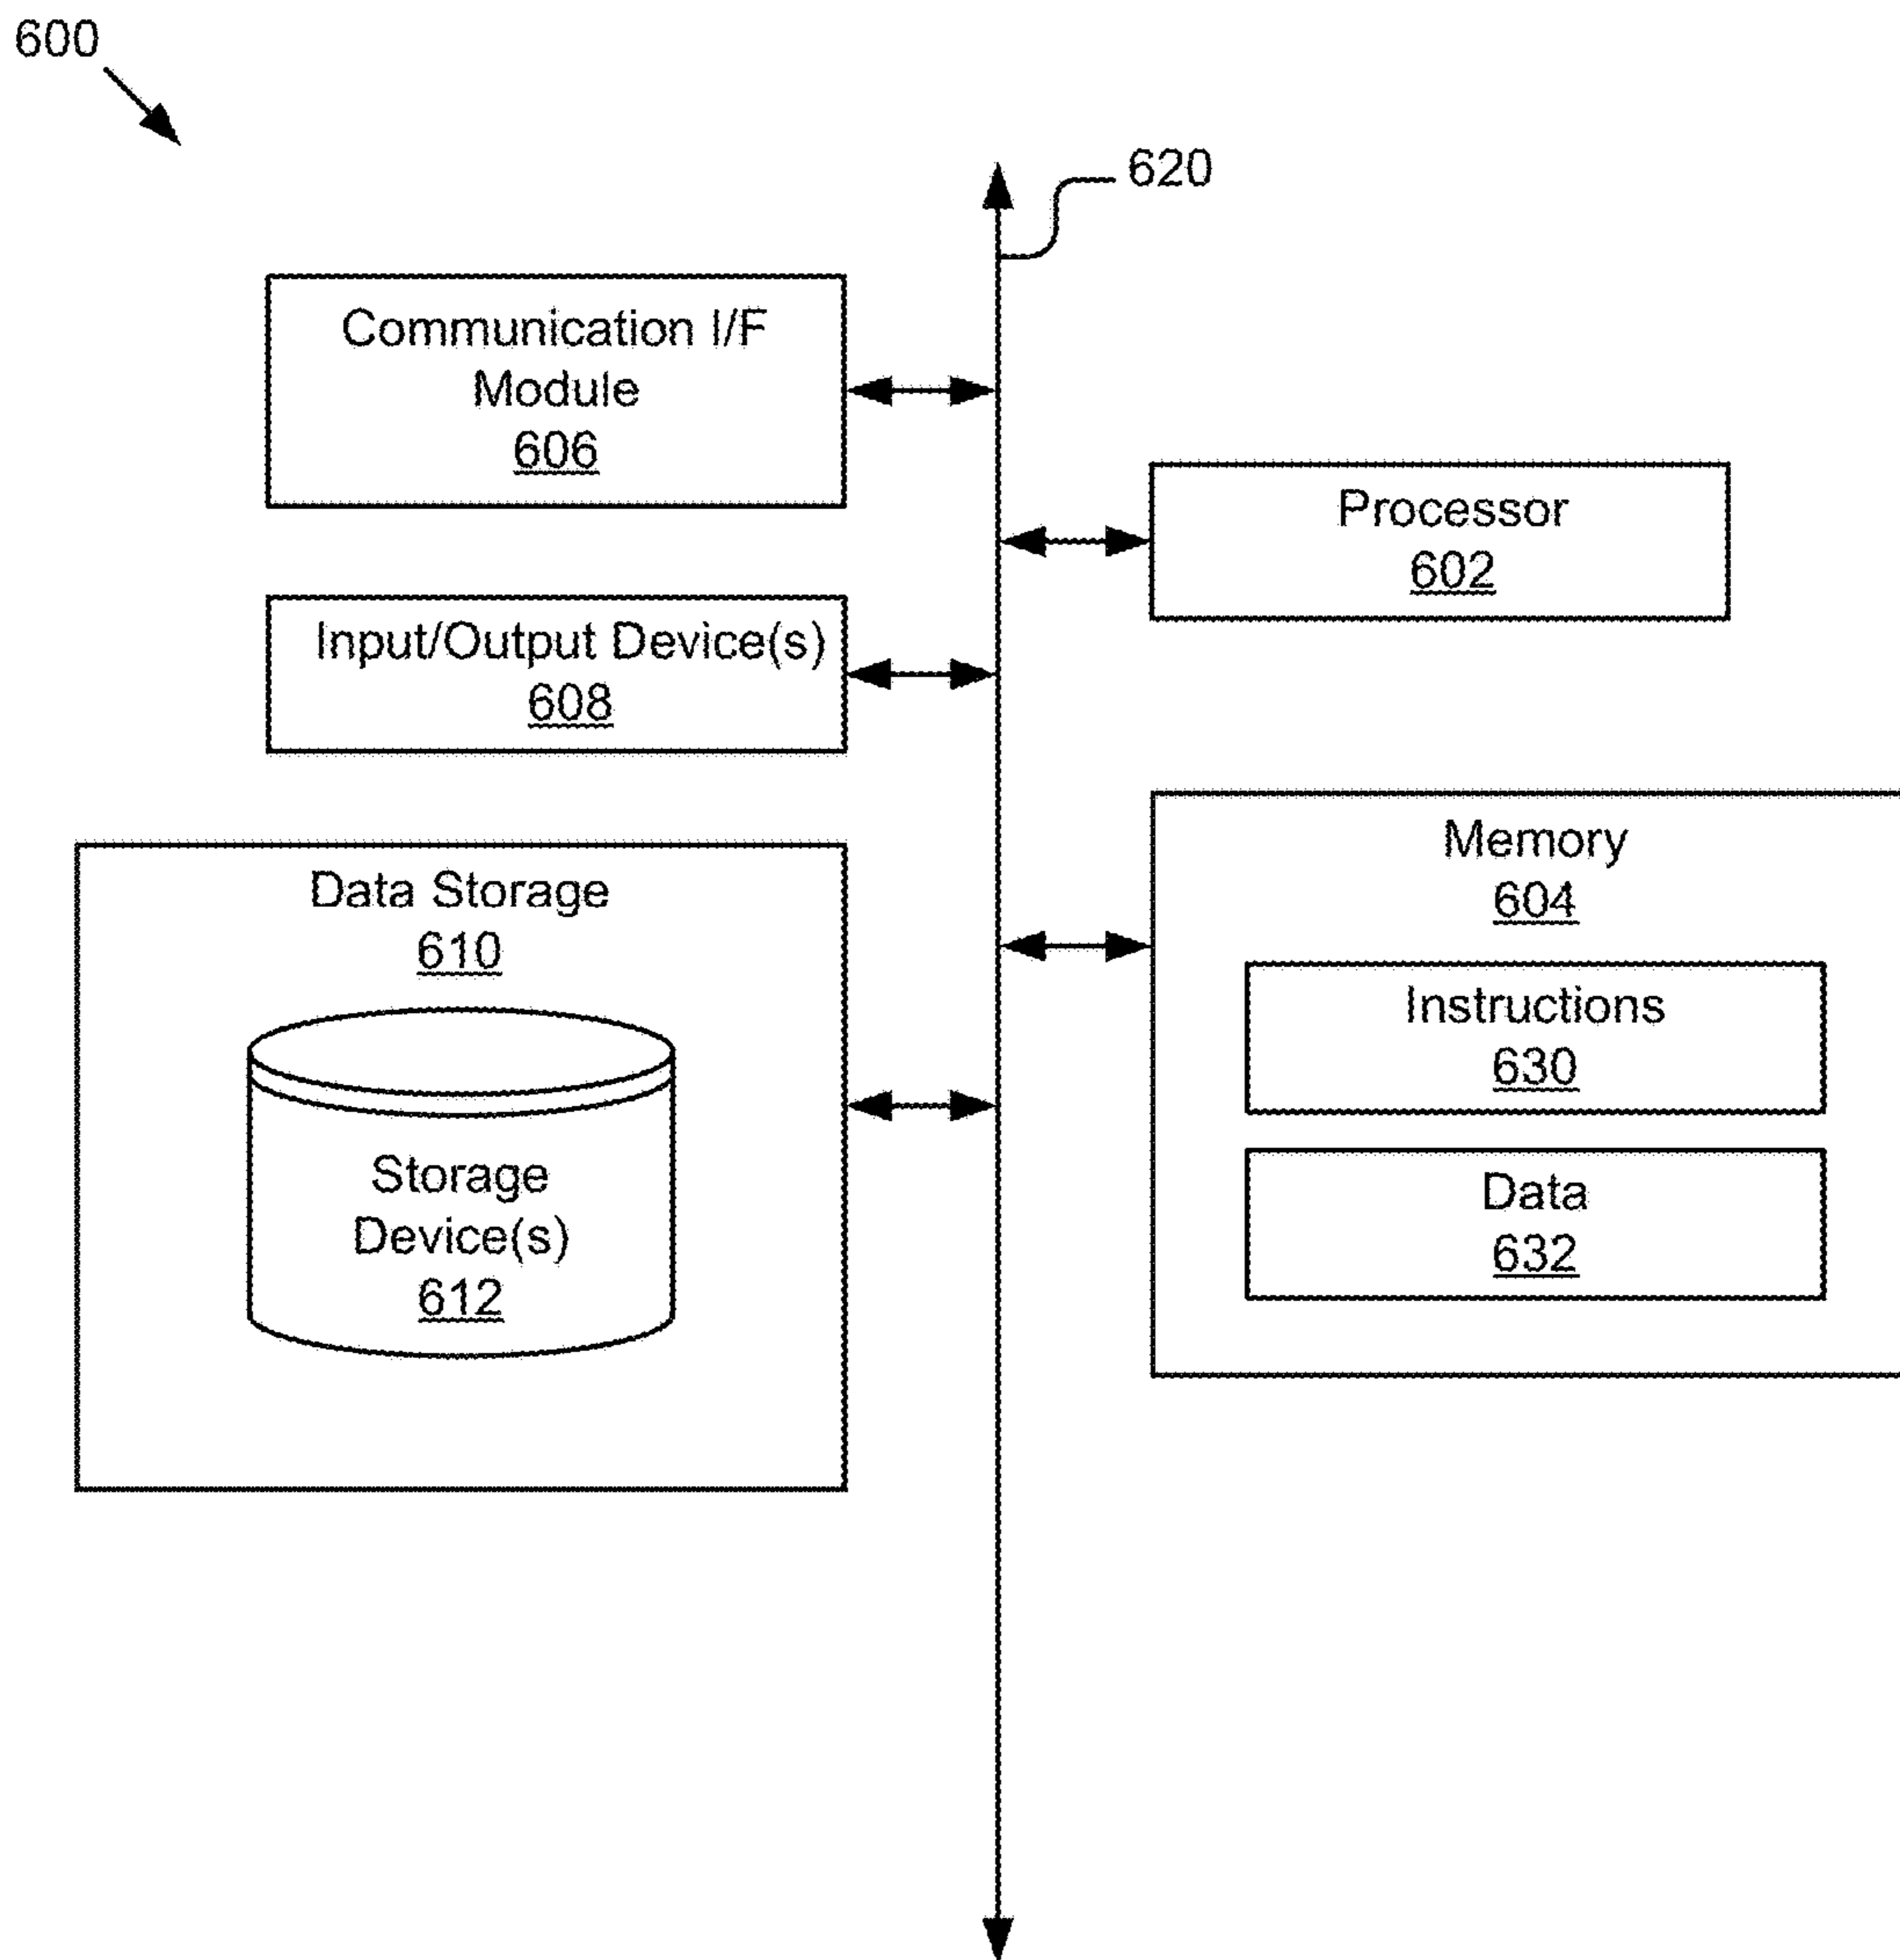 600
620
Communication I/F
Module
606
Processor
602
Input/Output Device(s)
608
Memory
604
Data Storage
610
Instructions
630
Storage
Device(s)
612
Data
632